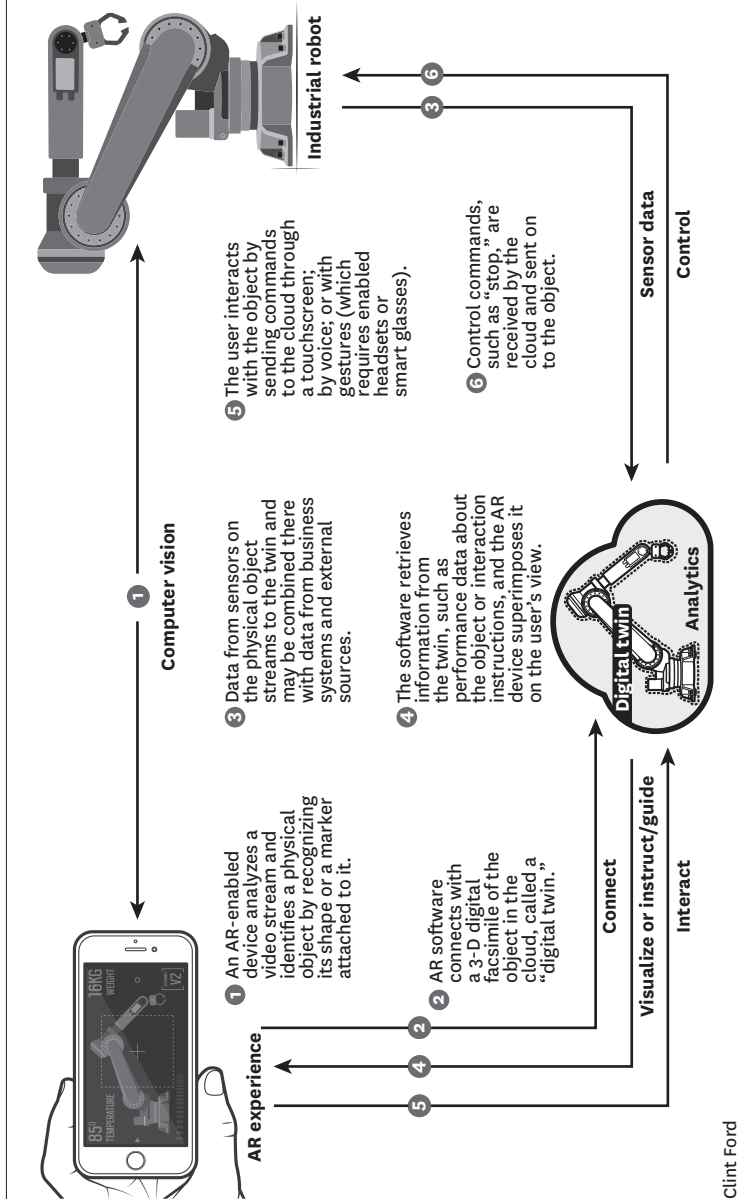 85°
TEMPERATURE
16KG
WEIGHT
V2
AR experience
1
Computer vision
Industrial robot
1 An AR-enabled
device analyzes a
video stream and
identifies a physical
object by recognizing
its shape or a marker
attached to it.
2 AR software
connects with
a 3-D digital
facsimile of the
object in the
cloud, called a
“digital twin.”
3 Data from sensors on
the physical object
streams to the twin and
may be combined there
with data from business
systems and external
sources.
4 The software retrieves
information from
the twin, such as
performance data about
the object or interaction
instructions, and the AR
device superimposes it
on the user’s view.
5 The user interacts
with the object by
sending commands
to the cloud through
a touchscreen;
by voice; or with
gestures (which
requires enabled
headsets or
smart glasses).
6 Control commands,
such as “stop,” are
received by the
cloud and sent on
to the object.
2
4
5
3
6
Connect
Visualize or instruct/guide
Interact
Digital twin
Analytics
Sensor data
Control
Clint Ford